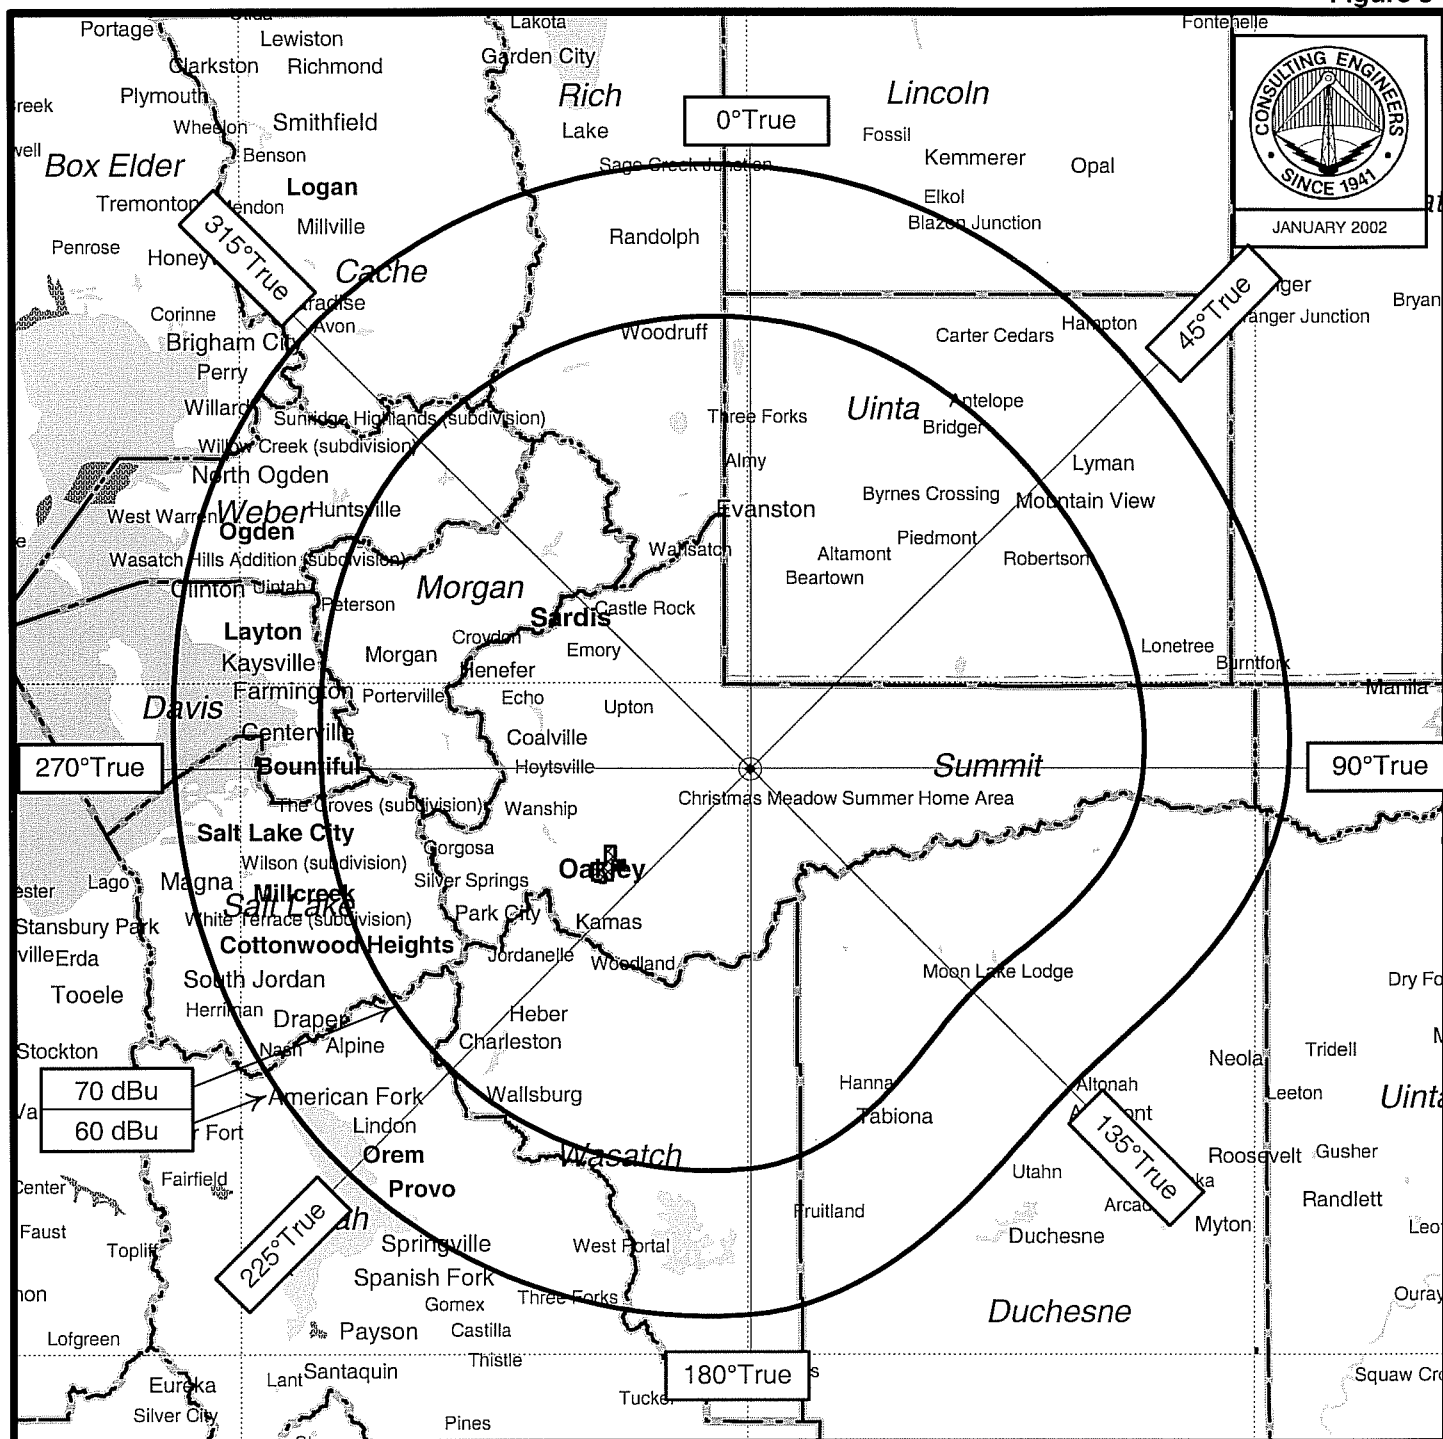 Portage
Lewiston
Lakota
Fontenelle
Clarkston
Richmond
Garden City
Plymouth
Rich
Lincoln
CONSULTING ENGINEERS
SINCE 1941
JANUARY 2002
Wheelon
Smithfield
Lake
0°True
Fossil
Kemmerer
Opal
Box Elder
Benson
Sage Creek Junction
Logan
Elkol
Tremonton
Mendon
Millville
Blazon Junction
Penrose
Randolph
315°True
Cache
45°True
Corinne
Avon
Hampton
Granger Junction
Brigham City
Woodruff
Carter Cedars
Perry
Willard
Sunridge Highlands (subdivision)
Three Forks
Uinta
Antelope
Bridger
Willow Creek (subdivision)
North Ogden
Almy
Lyman
Byrnes Crossing
Mountain View
West Warren
Weber
Huntsville
Evanston
Ogden
Wahsatch
Piedmont
Altamont
Robertson
Wasatch Hills Addition (subdivision)
Beartown
Clinton
Uintah
Morgan
Peterson
Castle Rock
Sardis
Layton
Croydon
Emory
Lonetree
Kaysville
Morgan
Henefer
Burntfork
Farmington
Porterville
Echo
Manila
Davis
Upton
Centerville
Coalville
270°True
Bountiful
Hoytsville
Summit
90°True
The Groves (subdivision)
Wanship
Christmas Meadow Summer Home Area
Salt Lake City
Gorgosa
Wilson (subdivision)
Oakley
Lago
Magna
Millcreek
Silver Springs
Salt Lake
White Terrace (subdivision)
Park City
Kamas
Stansbury Park
Cottonwood Heights
Jordanelle
Woodland
Erda
South Jordan
Moon Lake Lodge
Tooele
Herriman
Draper
Heber
Stockton
Nash
Alpine
Charleston
Neola
Tridell
70 dBu
60 dBu
American Fork
Wallsburg
Hanna
Altonah
Leeton
Lindon
Tabiona
135°True
Orem
Wasatch
Roosevelt
Gusher
Fairfield
Provo
Utahn
Randlett
Faust
225°True
Fruitland
Myton
Topliff
Springville
West Portal
Duchesne
Spanish Fork
Gomex
Three Forks
Duchesne
Lofgreen
Payson
Castilla
Thistle
Santaquin
180°True
Eureka
Silver City
Tucker
Pines